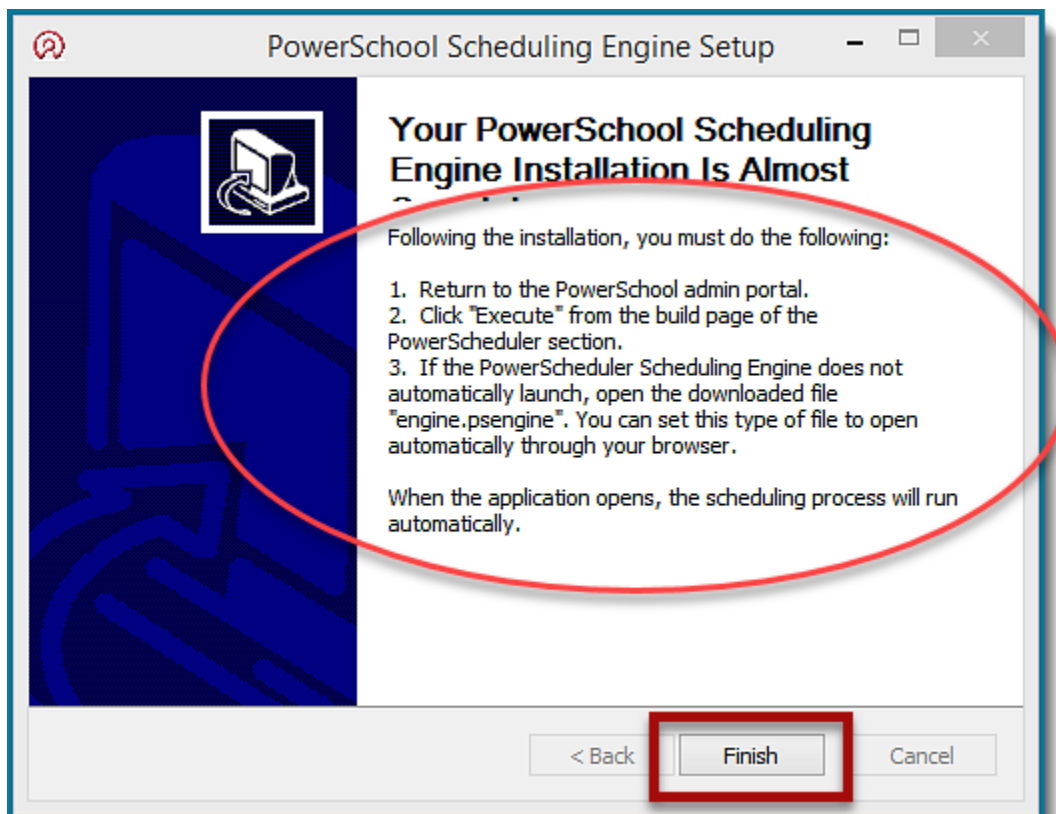 PowerSchool Scheduling Engine Setup
Your PowerSchool Scheduling
Engine Installation Is Almost
Following the installation, you must do the following:
1. Return to the PowerSchool admin portal.
2. Click "Execute" from the build page of the
PowerScheduler section.
3. If the PowerScheduler Scheduling Engine does not
automatically launch, open the downloaded file
"engine.psengine". You can set this type of file to open
automatically through your browser.
When the application opens, the scheduling process will run
automatically.
< Back
Finish
Cancel